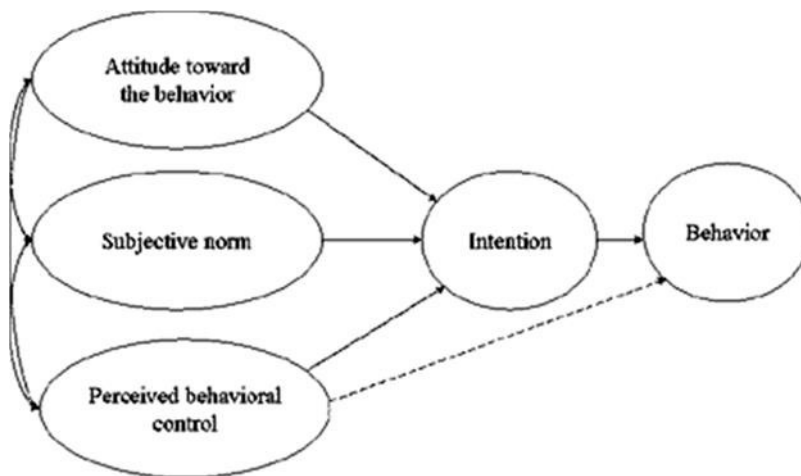 Attitude toward
the behavior
Subjective norm
Intention
Behavior
Perceived behavioral
control